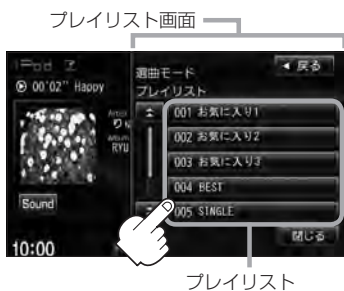 プレイリスト画面
iPod
選曲モード
戻る
00'02" Happy
プレイリスト
001 お気に入り1
002 お気に入り2
003 お気に入り3
004 BEST
005 SINGLE
RYU
Sound
閉じる
10:00
プレイリスト